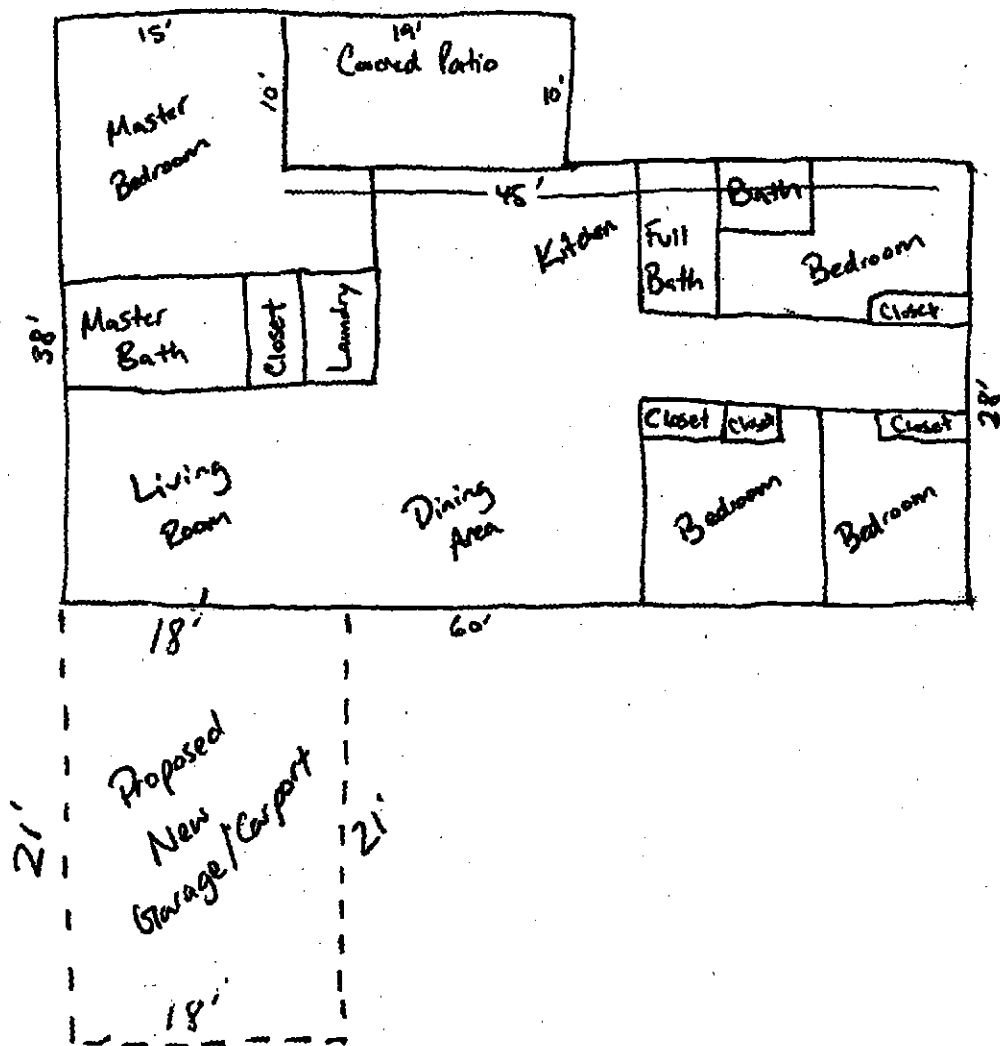 15'
19'
Covered Patio
10'
10'
Master
Bedroom
45'
Kitchen
Bath
Full
Bath
Bedroom
Closet
38'
Master
Bath
Closet
Laundry
28'
Closet
Closet
Closet
Living
Room
Dining
Area
Bedroom
Bedroom
18'
60'
Proposed
New
Garage/Carport
21'
21'
18'